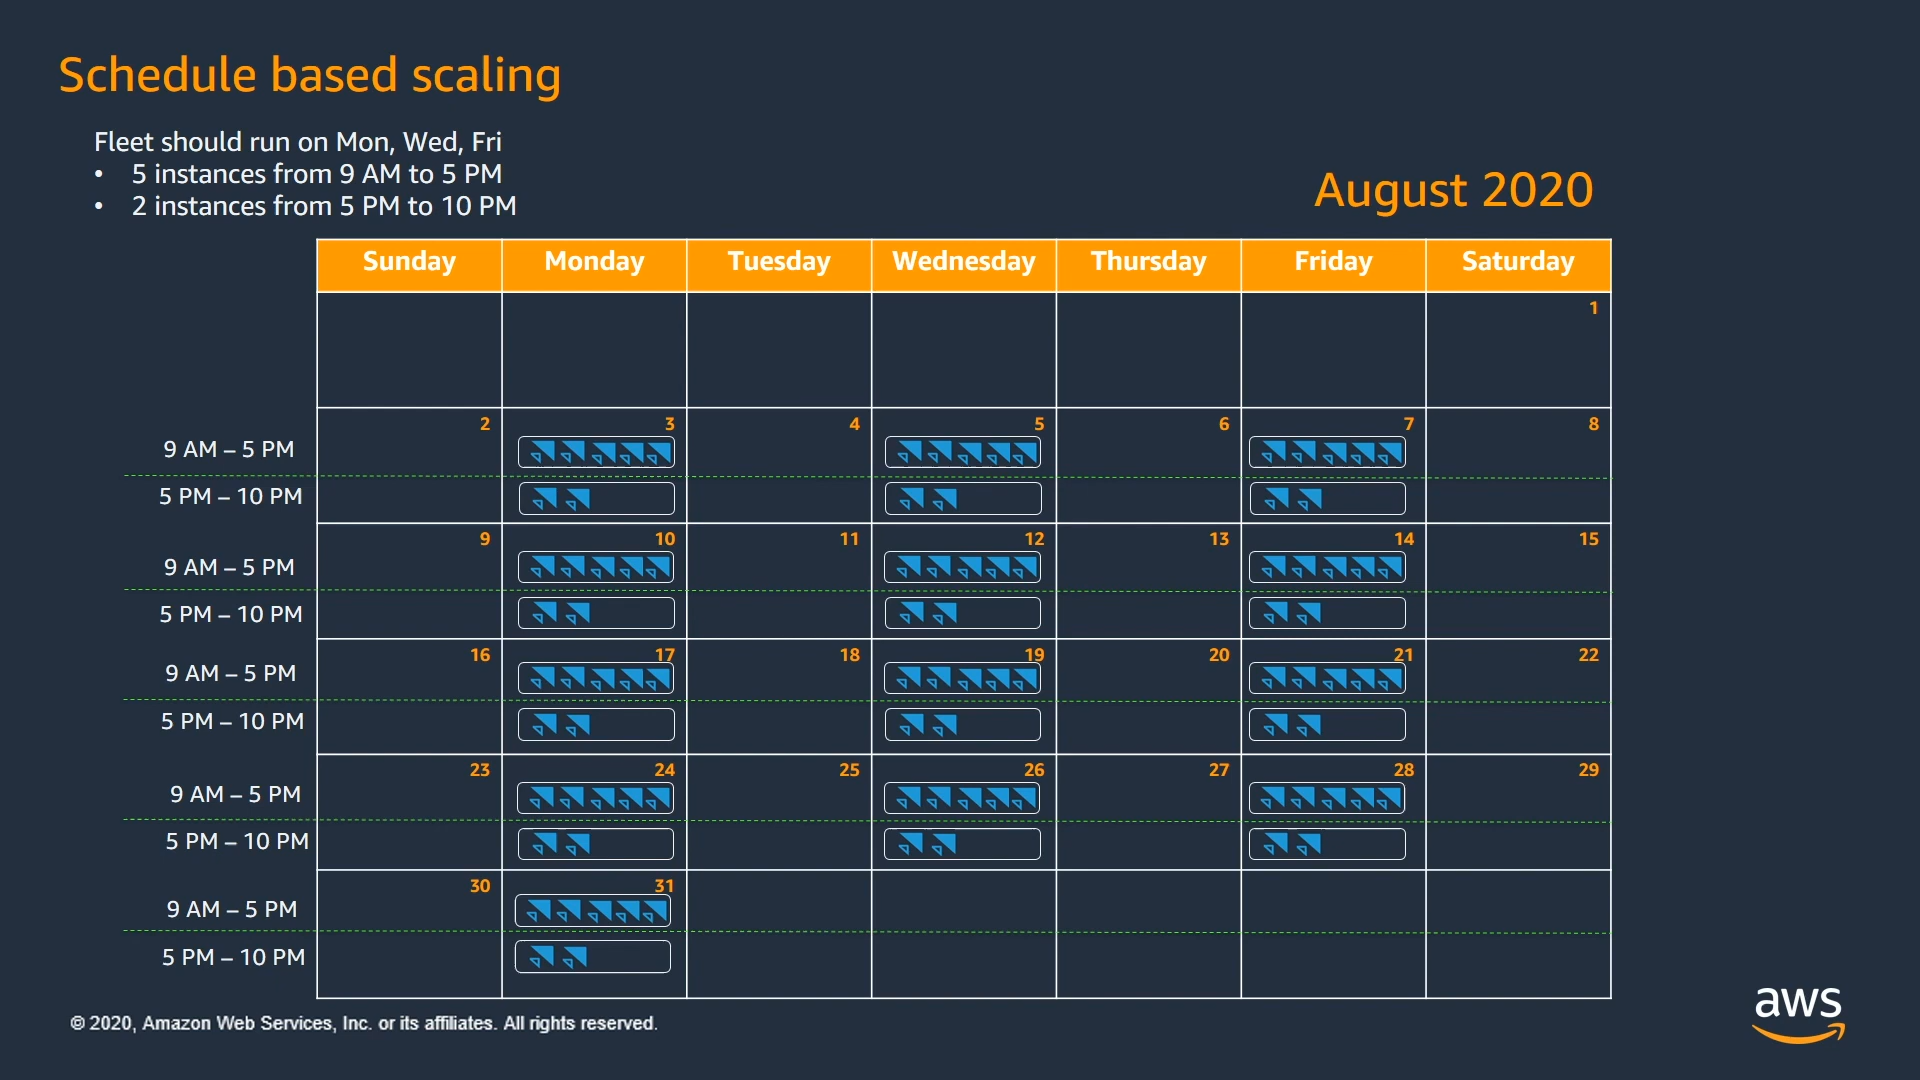 Schedule based scaling
Fleet should run on Mon, Wed, Fri
• 5 instances from 9 AM to 5 PM
• 2 instances from 5 PM to 10 PM
August 2020
Sunday Monday Tuesday Wednesday Thursday Friday Saturday
1
2 3 4 5 6 7 8
9 AM – 5 PM
5 PM – 10 PM
9 10 11 12 13 14 15
9 AM – 5 PM
5 PM – 10 PM
16 17 18 19 20 21 22
9 AM – 5 PM
5 PM – 10 PM
23 24 25 26 27 28 29
9 AM – 5 PM
5 PM – 10 PM
30 31
9 AM – 5 PM
5 PM – 10 PM
aws
© 2020, Amazon Web Services, Inc. or its affiliates. All rights reserved.